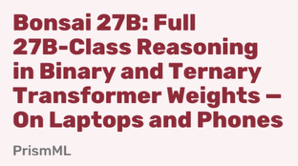 Bonsai 27B: Full
27B-Class Reasoning
in Binary and Ternary
Transformer Weights —
On Laptops and Phones
PrismML